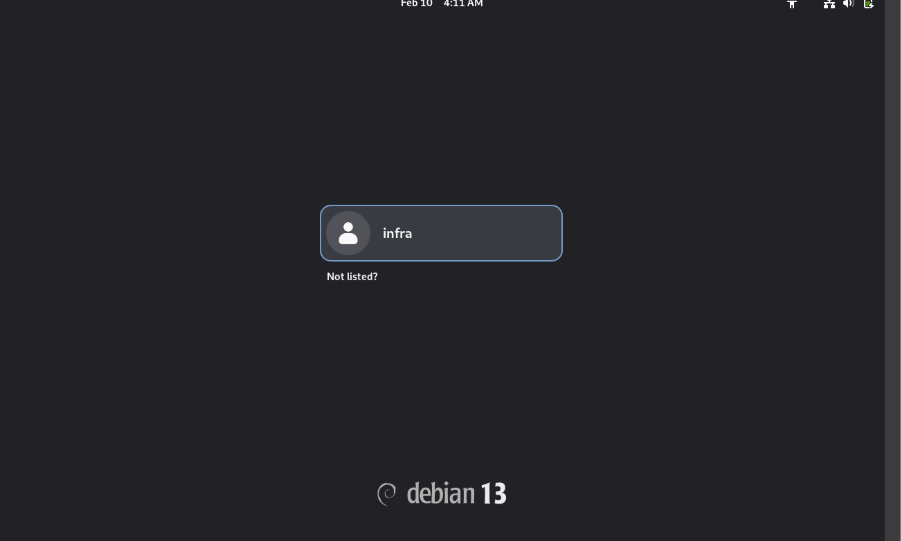 Feb 10 4:11 AM
infra
Not listed?
debian 13